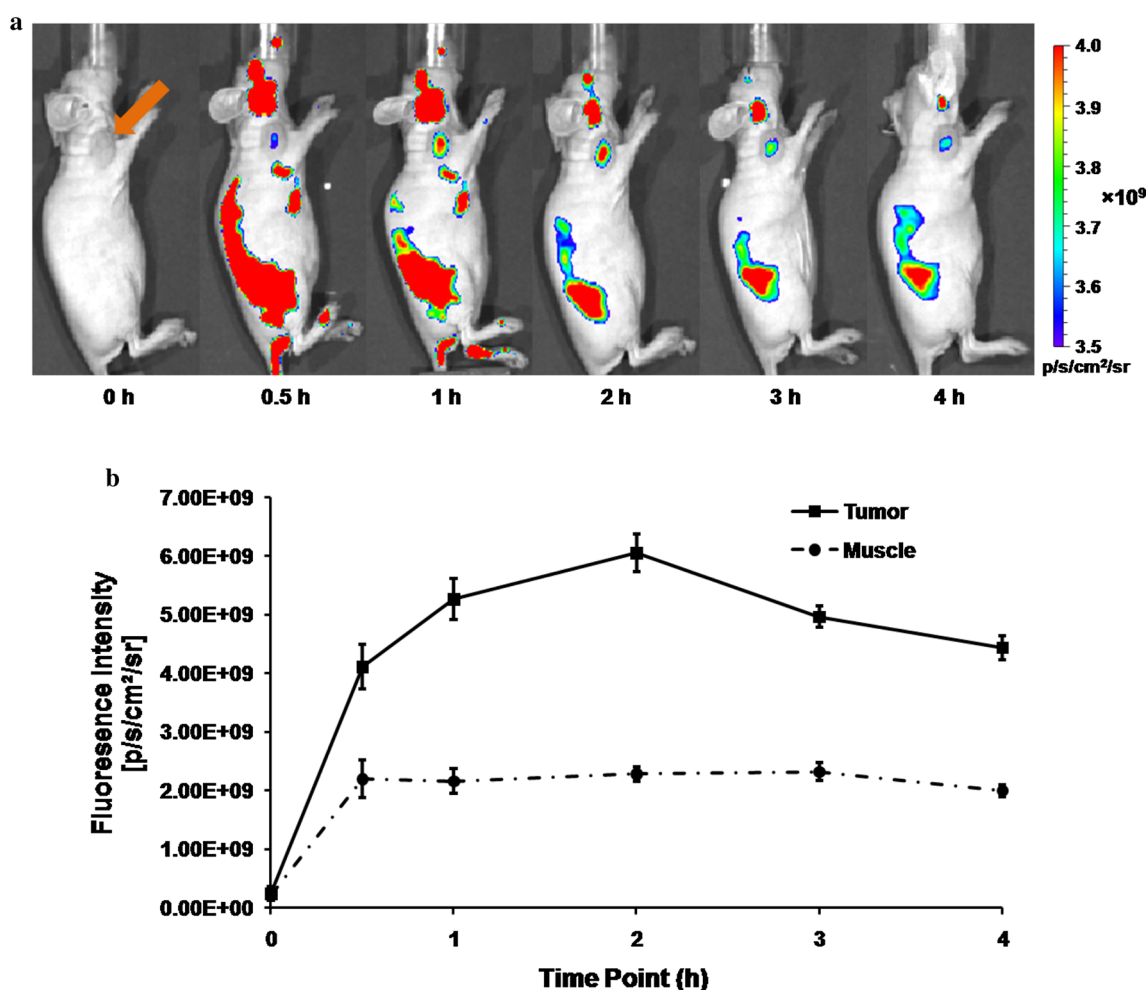 a
4.0
3.9
3.8
×10⁹
3.7
3.6
3.5
p/s/cm²/sr
0 h
0.5 h
1 h
2 h
3 h
4 h
b
7.00E+09
6.00E+09
5.00E+09
4.00E+09
3.00E+09
2.00E+09
1.00E+09
0.00E+00
Tumor
Muscle
Fluoresence Intensity
[p/s/cm²/sr]
0
1
2
3
4
Time Point (h)